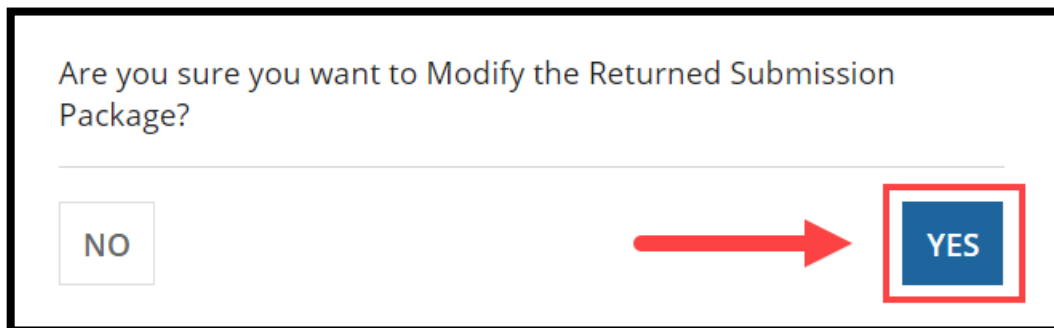 Are you sure you want to Modify the Returned Submission
Package?
NO
YES